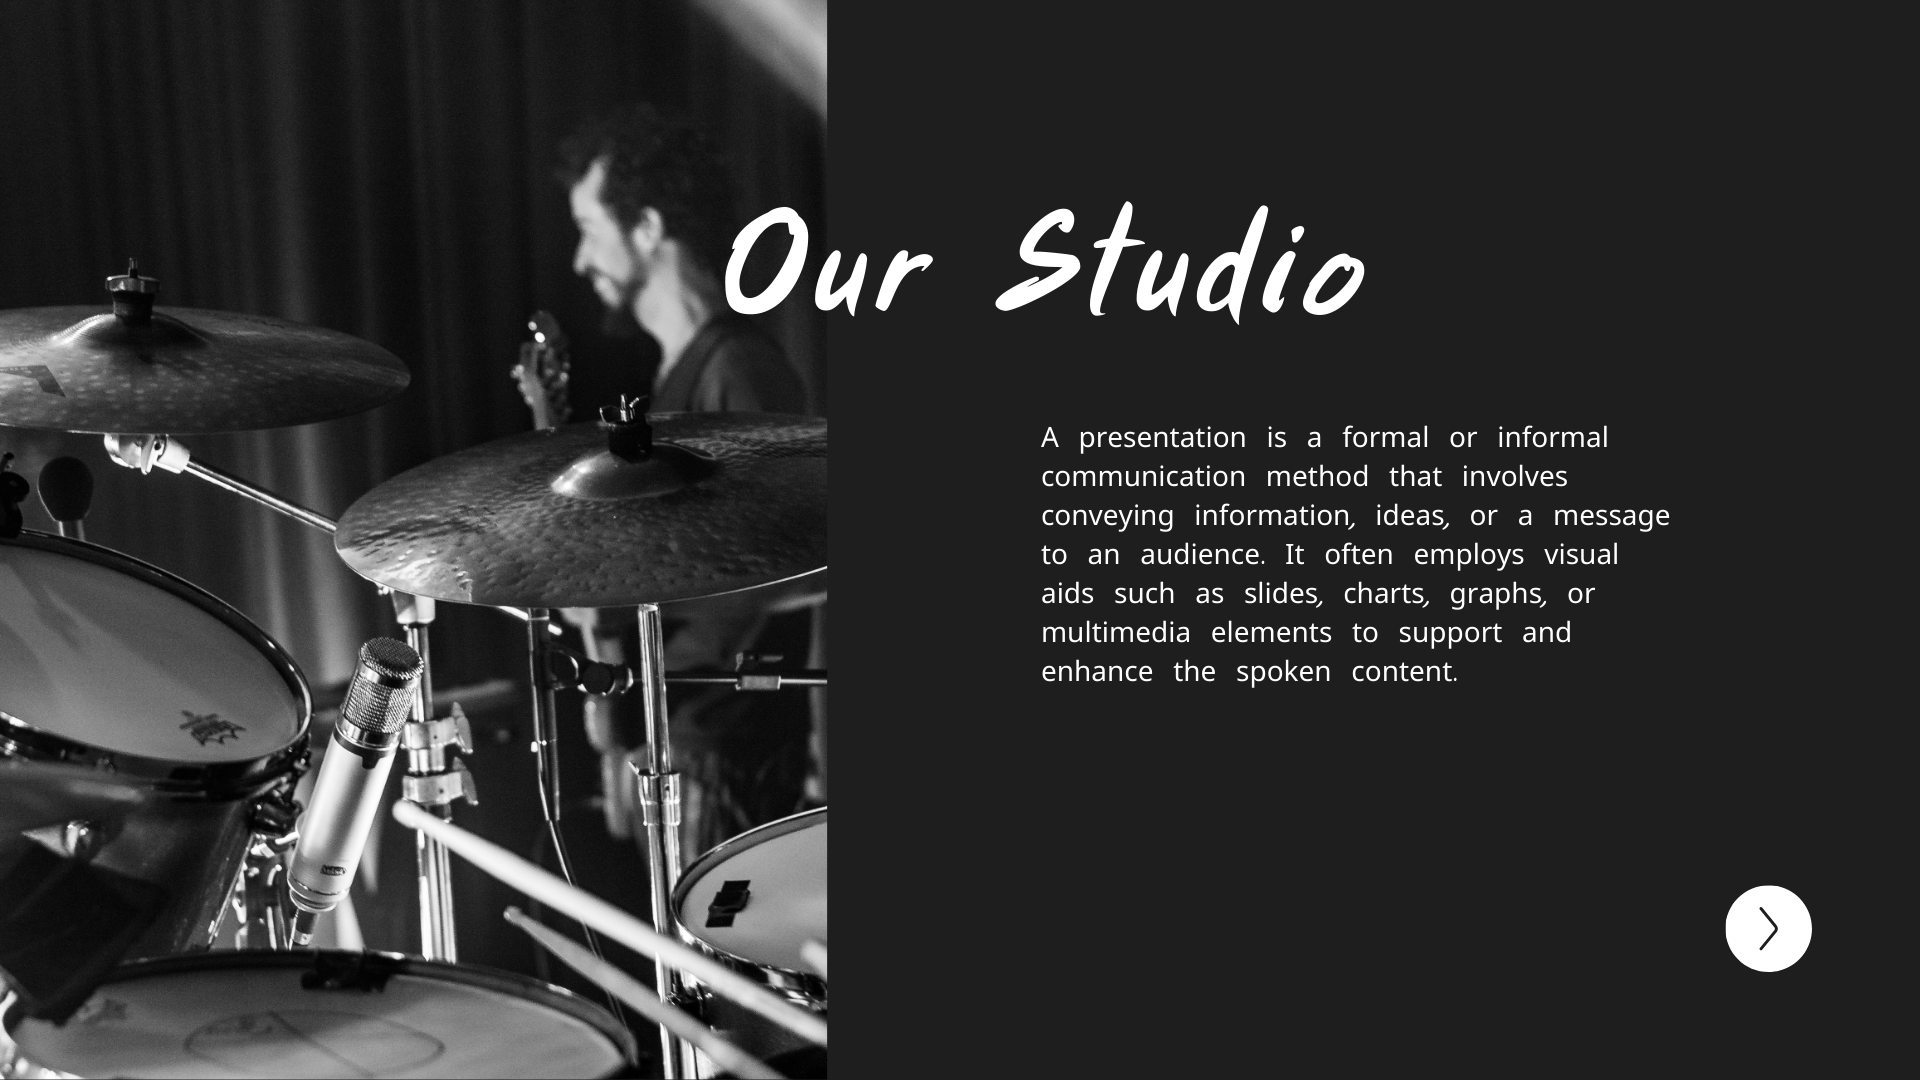 Our Studio
A presentation is a formal or informal
communication method that involves
conveying information, ideas, or a message
to an audience. It often employs visual
aids such as slides, charts, graphs, or
multimedia elements to support and
enhance the spoken content.